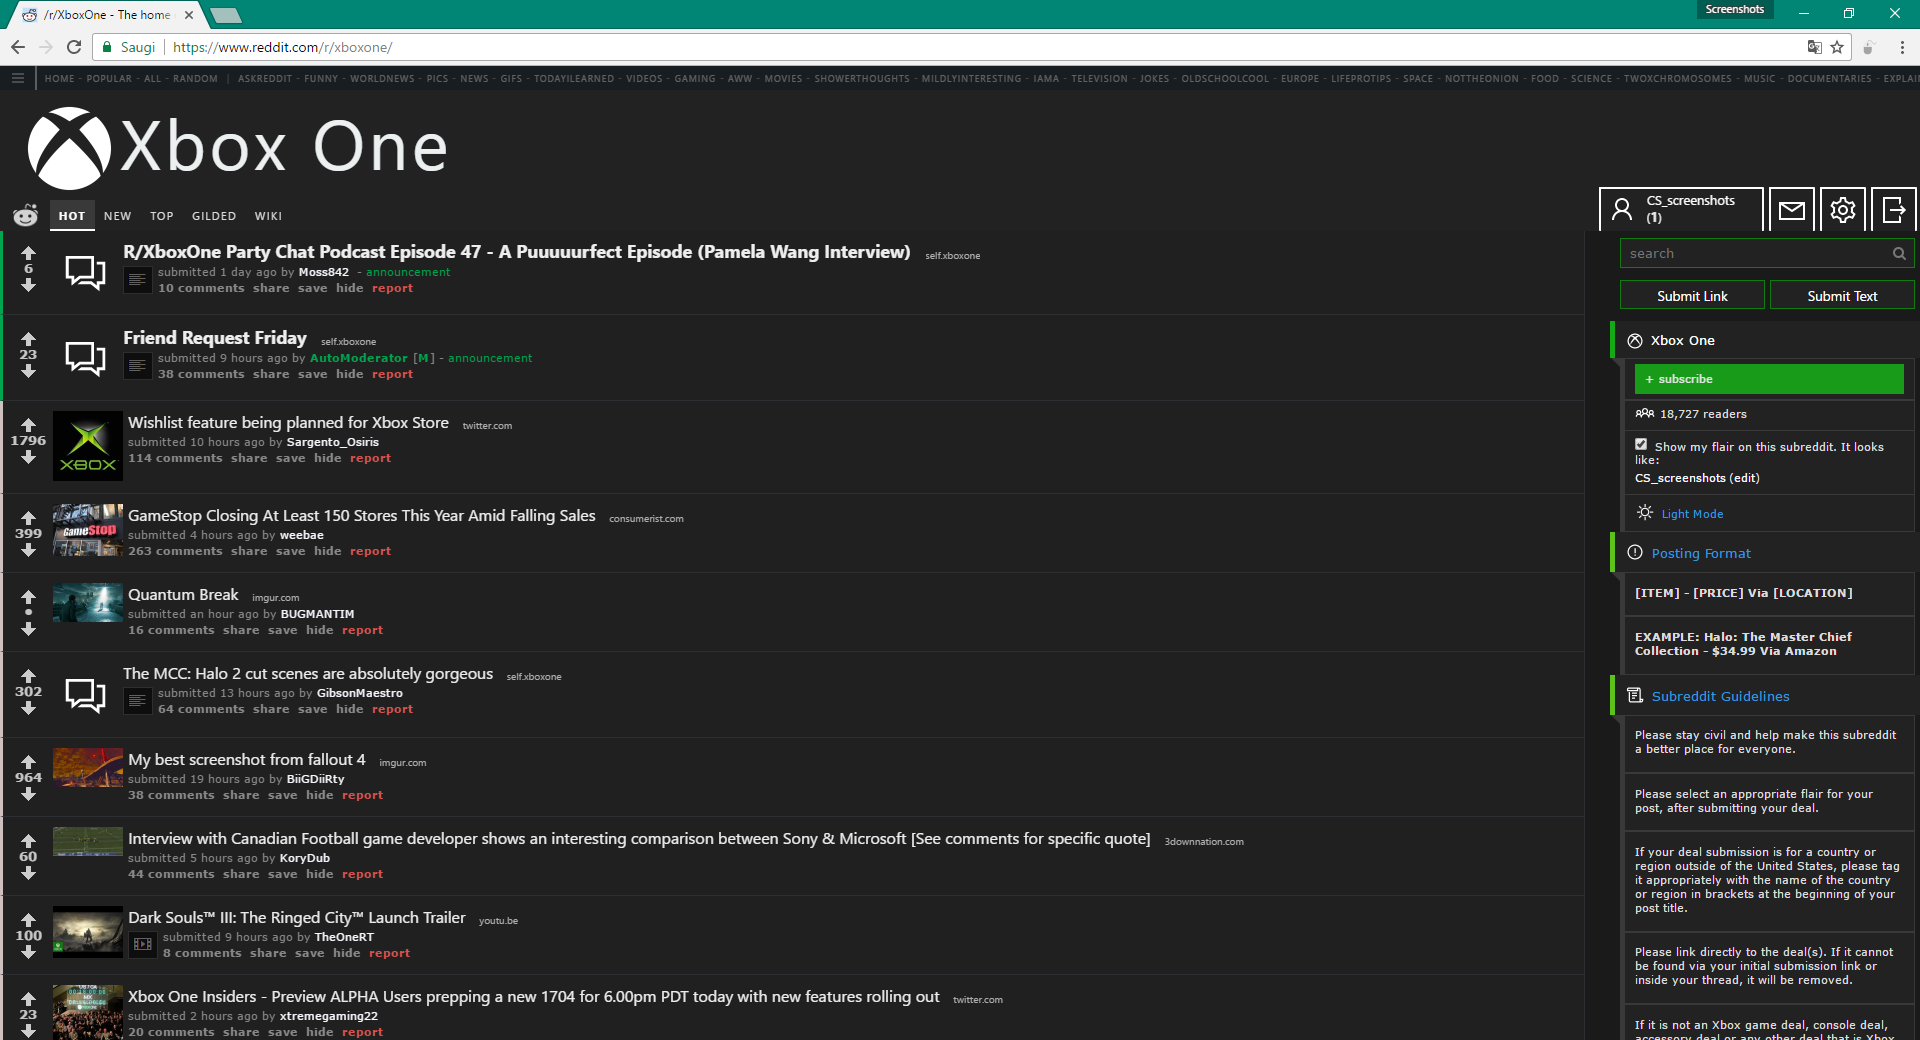 /r/XboxOne - The home
Screenshots
Saugi
https://www.reddit.com/r/xboxone/
HOME - POPULAR - ALL - RANDOM | ASKREDDIT - FUNNY - WORLDNEWS - PICS - NEWS - GIFS - TODAYILEARNED - VIDEOS - GAMING - AWW - MOVIES - SHOWERTHOUGHTS - MILDLYINTERESTING - IAMA - TELEVISION - JOKES - OLDSCHOOLCOOL - EUROPE - LIFEPROTIPS - SPACE - NOTTHEONION - FOOD - SCIENCE - TWOXCHROMOSOMES - MUSIC - DOCUMENTARIES - EXPLAI
Xbox One
HOT NEW TOP GILDED WIKI
CS_screenshots
(1)
6
R/XboxOne Party Chat Podcast Episode 47 - A Puuuuurfect Episode (Pamela Wang Interview) self.xboxone
submitted 1 day ago by Moss842 - announcement
10 comments share save hide report
23
Friend Request Friday self.xboxone
submitted 9 hours ago by AutoModerator [M] - announcement
38 comments share save hide report
1796
XBOX
Wishlist feature being planned for Xbox Store twitter.com
submitted 10 hours ago by Sargento_Osiris
114 comments share save hide report
399
GameStop
GameStop Closing At Least 150 Stores This Year Amid Falling Sales consumerist.com
submitted 4 hours ago by weebae
263 comments share save hide report
•
Quantum Break imgur.com
submitted an hour ago by BUGMANTIM
16 comments share save hide report
302
The MCC: Halo 2 cut scenes are absolutely gorgeous self.xboxone
submitted 13 hours ago by GibsonMaestro
64 comments share save hide report
964
My best screenshot from fallout 4 imgur.com
submitted 19 hours ago by BiiGDiiRty
38 comments share save hide report
60
Interview with Canadian Football game developer shows an interesting comparison between Sony & Microsoft [See comments for specific quote] 3downnation.com
submitted 5 hours ago by KoryDub
44 comments share save hide report
100
Dark Souls™ III: The Ringed City™ Launch Trailer youtu.be
submitted 9 hours ago by TheOneRT
8 comments share save hide report
23
Xbox One Insiders - Preview ALPHA Users prepping a new 1704 for 6.00pm PDT today with new features rolling out twitter.com
submitted 2 hours ago by xtremegaming22
20 comments share save hide report
search
Submit Link
Submit Text
Xbox One
+ subscribe
18,727 readers
Show my flair on this subreddit. It looks
like:
CS_screenshots (edit)
Light Mode
Posting Format
[ITEM] - [PRICE] Via [LOCATION]
EXAMPLE: Halo: The Master Chief
Collection - $34.99 Via Amazon
Subreddit Guidelines
Please stay civil and help make this subreddit
a better place for everyone.
Please select an appropriate flair for your
post, after submitting your deal.
If your deal submission is for a country or
region outside of the United States, please tag
it appropriately with the name of the country
or region in brackets at the beginning of your
post title.
Please link directly to the deal(s). If it cannot
be found via your initial submission link or
inside your thread, it will be removed.
If it is not an Xbox game deal, console deal,
accessory deal or any other deal that is Xbox